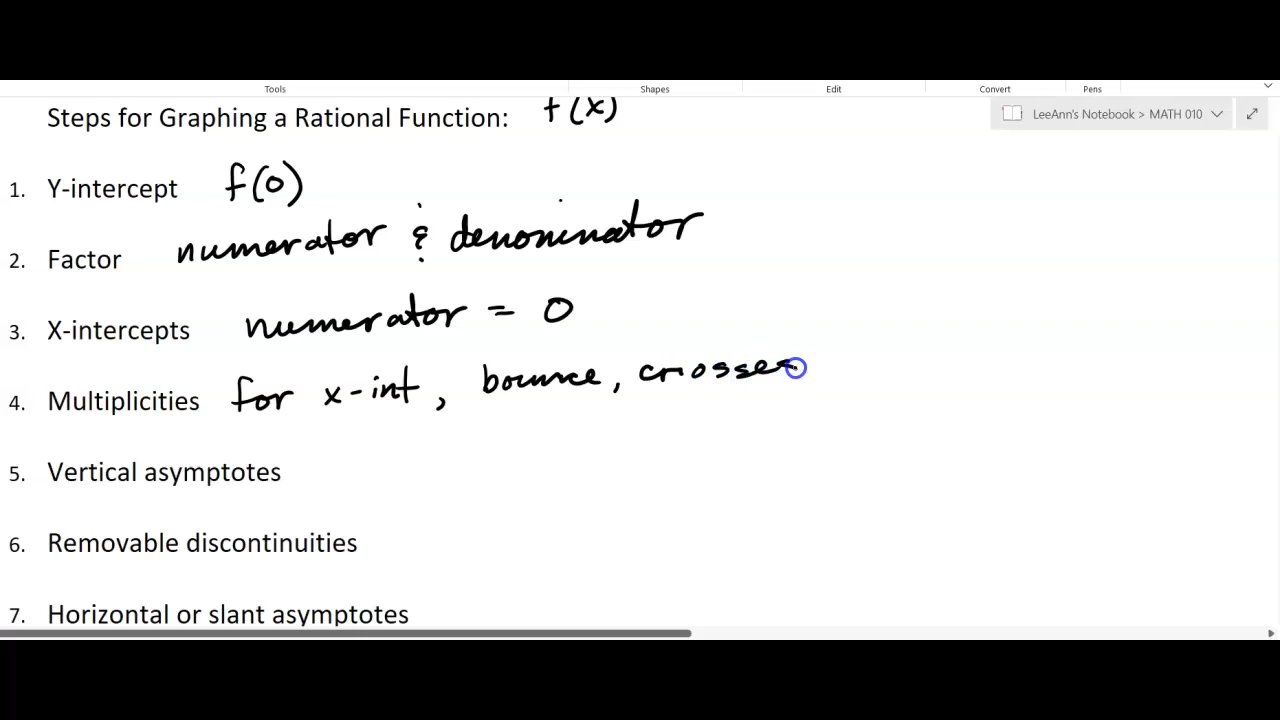 Tools Shapes Edit Convert Pens
Steps for Graphing a Rational Function: f(x)
LeeAnn's Notebook > MATH 010
1. Y-intercept f(0)
2. Factor numerator & denominator
3. X-intercepts numerator = 0
4. Multiplicities for x-int, bounce, crosses
5. Vertical asymptotes
6. Removable discontinuities
7. Horizontal or slant asymptotes